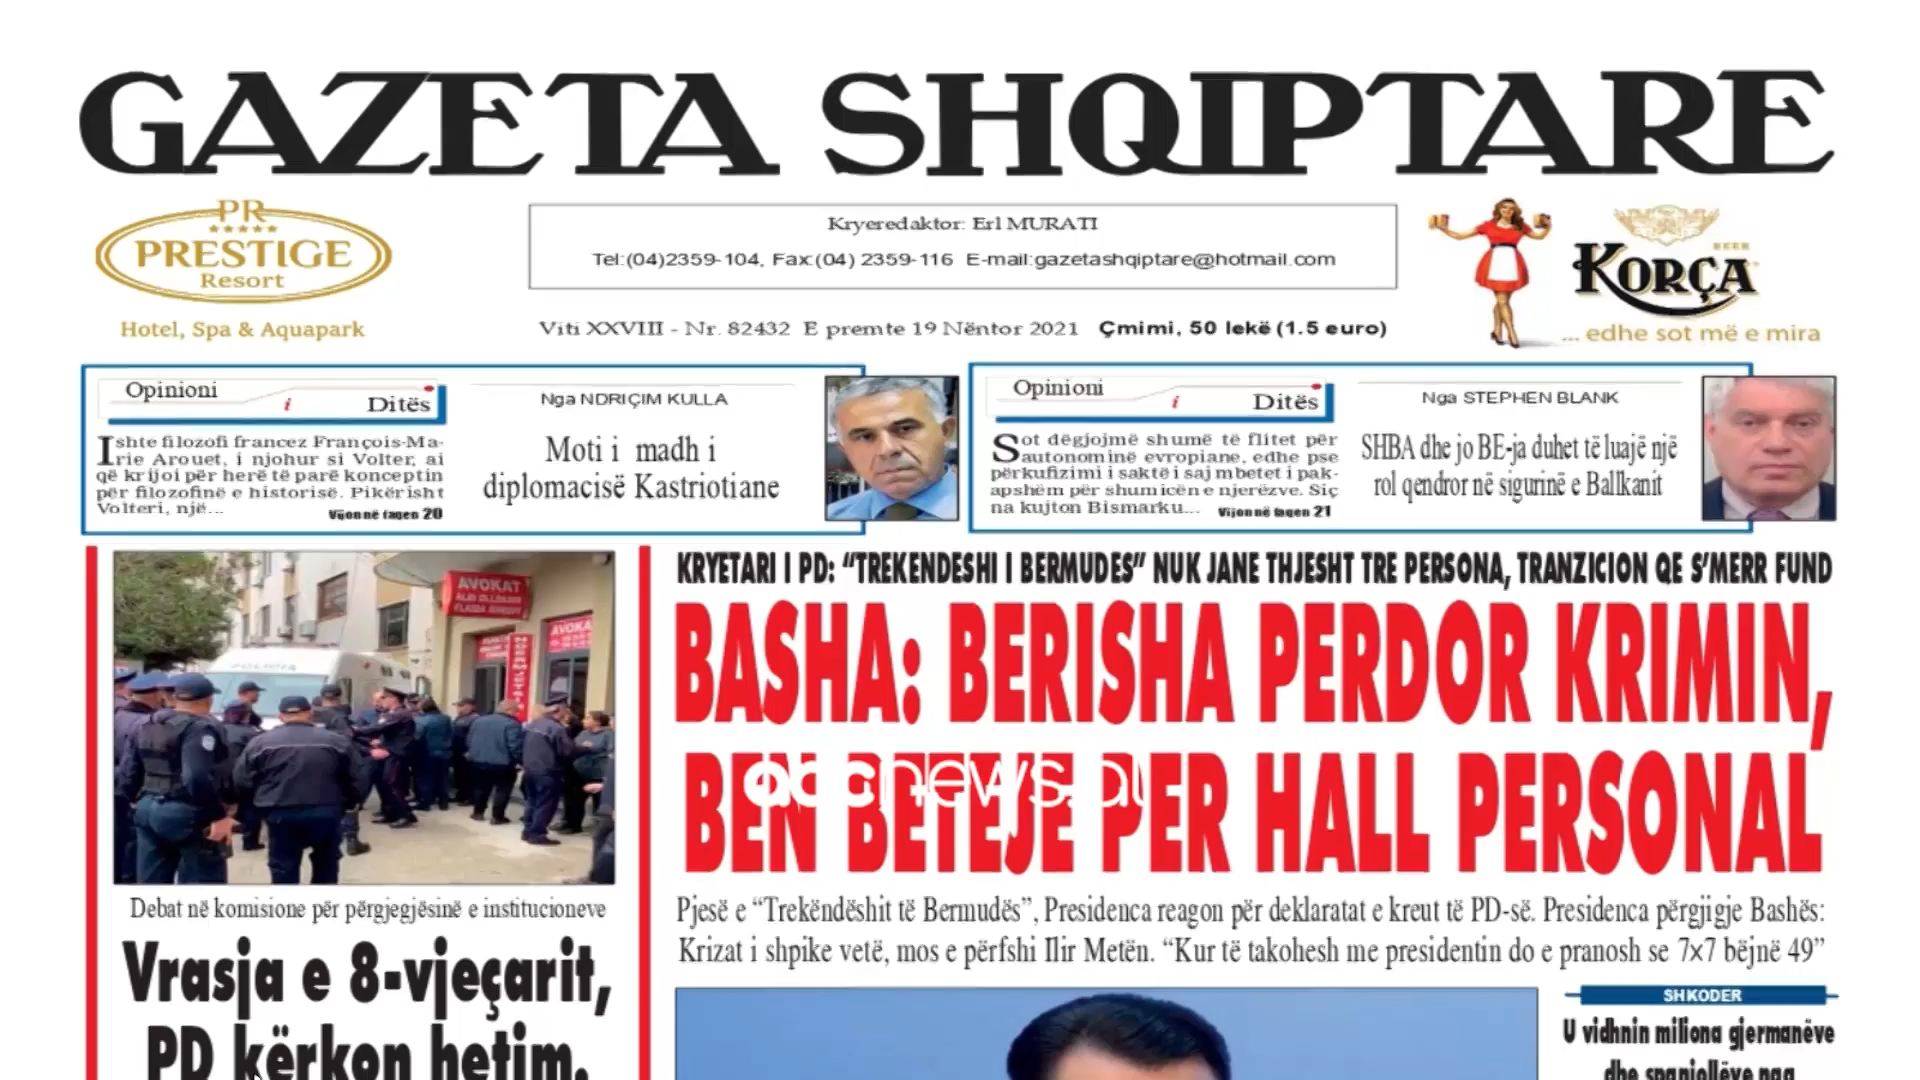 GAZETA SHQIPTARE
PR
PRESTIGE
Resort
Hotel, Spa & Aquapark
Kryeredaktor: Erl MURATI
Tel:(04)2359-104, Fax:(04) 2359-116 E-mail:gazetashqiptare@hotmail.com
Viti XXVIII - Nr. 82432 E premte 19 Nëntor 2021 Çmimi, 50 lekë (1.5 euro)
BEER
KORÇA
... edhe sot më e mira
Opinioni
i Ditës
Ishte filozofi francez François-Ma-
rie Arouet, i njohur si Volter, ai
që krijoi për herë të parë konceptin
për filozofinë e historisë. Pikërisht
Volteri, një...
Vijon në faqen 20
Nga NDRIÇIM KULLA
Moti i madh i
diplomacisë Kastriotiane
Opinioni
i Ditës
Sot dëgjojmë shumë të flitet për
autonominë evropiane, edhe pse
përkufizimi i saktë i saj mbetet i pak-
apshëm për shumicën e njerëzve. Siç
na kujton Bismarku...
Vijon në faqen 21
Nga STEPHEN BLANK
SHBA dhe jo BE-ja duhet të luajë një
rol qendror në sigurinë e Ballkanit
AVOKAT
AVOKA
POLICIA
Debat në komisione për përgjegjësinë e institucioneve
Vrasja e 8-vjeçarit,
PD kërkon hetim,
KRYETARI I PD: “TREKENDESHI I BERMUDES” NUK JANE THJESHT TRE PERSONA, TRANZICION QE S’MERR FUND
BASHA: BERISHA PERDOR KRIMIN,
BEN BETEJE PER HALL PERSONAL
abcnews.al
Pjesë e “Trekëndëshit të Bermudës”, Presidenca reagon për deklaratat e kreut të PD-së. Presidenca përgjigje Bashës:
Krizat i shpike vetë, mos e përfshi Ilir Metën. “Kur të takohesh me presidentin do e pranosh se 7x7 bëjnë 49”
SHKODER
U vidhnin miliona gjermanëve
dhe spanjollëve nga